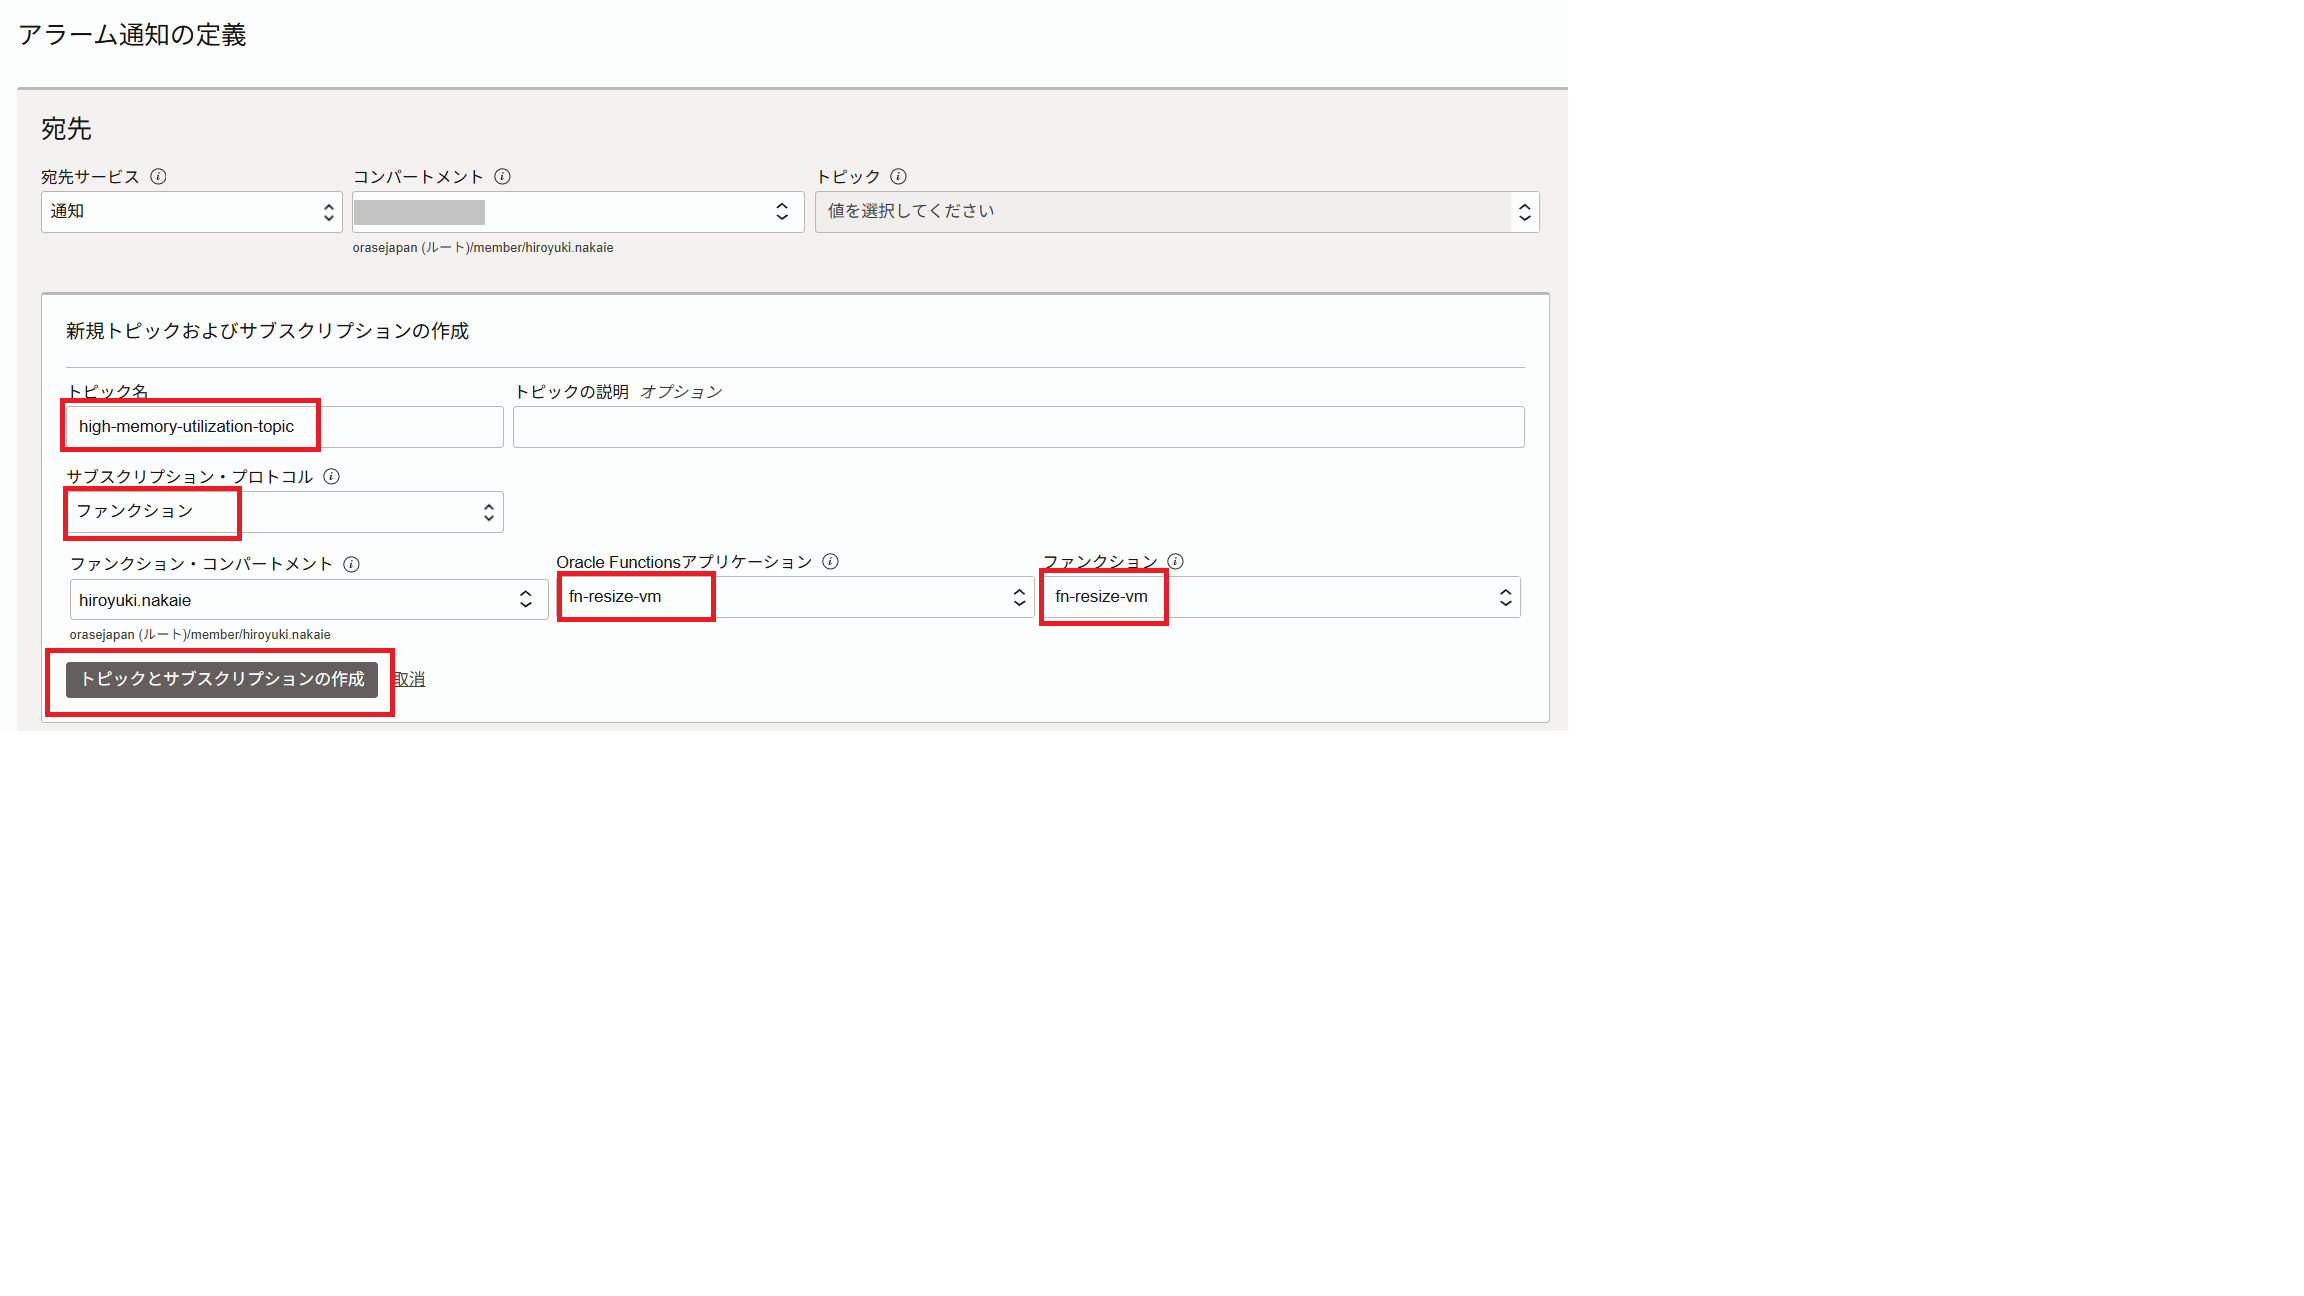 アラーム通知の定義
宛先
宛先サービス コンパートメント トピック
通知 値を選択してください
orasejapan (ルート)/member/hiroyuki.nakaie
新規トピックおよびサブスクリプションの作成
トピック名 トピックの説明 オプション
high-memory-utilization-topic
サブスクリプション・プロトコル
ファンクション
ファンクション・コンパートメント Oracle Functionsアプリケーション ファンクション
hiroyuki.nakaie fn-resize-vm fn-resize-vm
orasejapan (ルート)/member/hiroyuki.nakaie
トピックとサブスクリプションの作成 取消